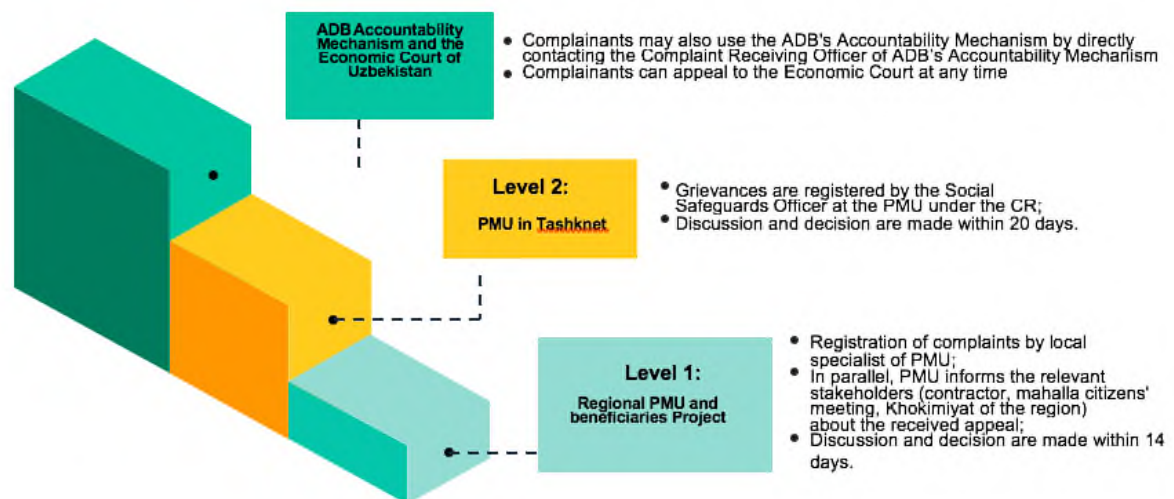 ADB Accountability
Mechanism and the
Economic Court of
Uzbekistan
• Complainants may also use the ADB's Accountability Mechanism by directly
contacting the Complaint Receiving Officer of ADB's Accountability Mechanism
• Complainants can appeal to the Economic Court at any time
Level 2:
PMU in Tashknet
• Grievances are registered by the Social
Safeguards Officer at the PMU under the CR;
• Discussion and decision are made within 20 days.
Level 1:
Regional PMU and
beneficiaries Project
• Registration of complaints by local
specialist of PMU;
• In parallel, PMU informs the relevant
stakeholders (contractor, mahalla citizens'
meeting, Khokimiyat of the region)
about the received appeal;
• Discussion and decision are made within 14
days.